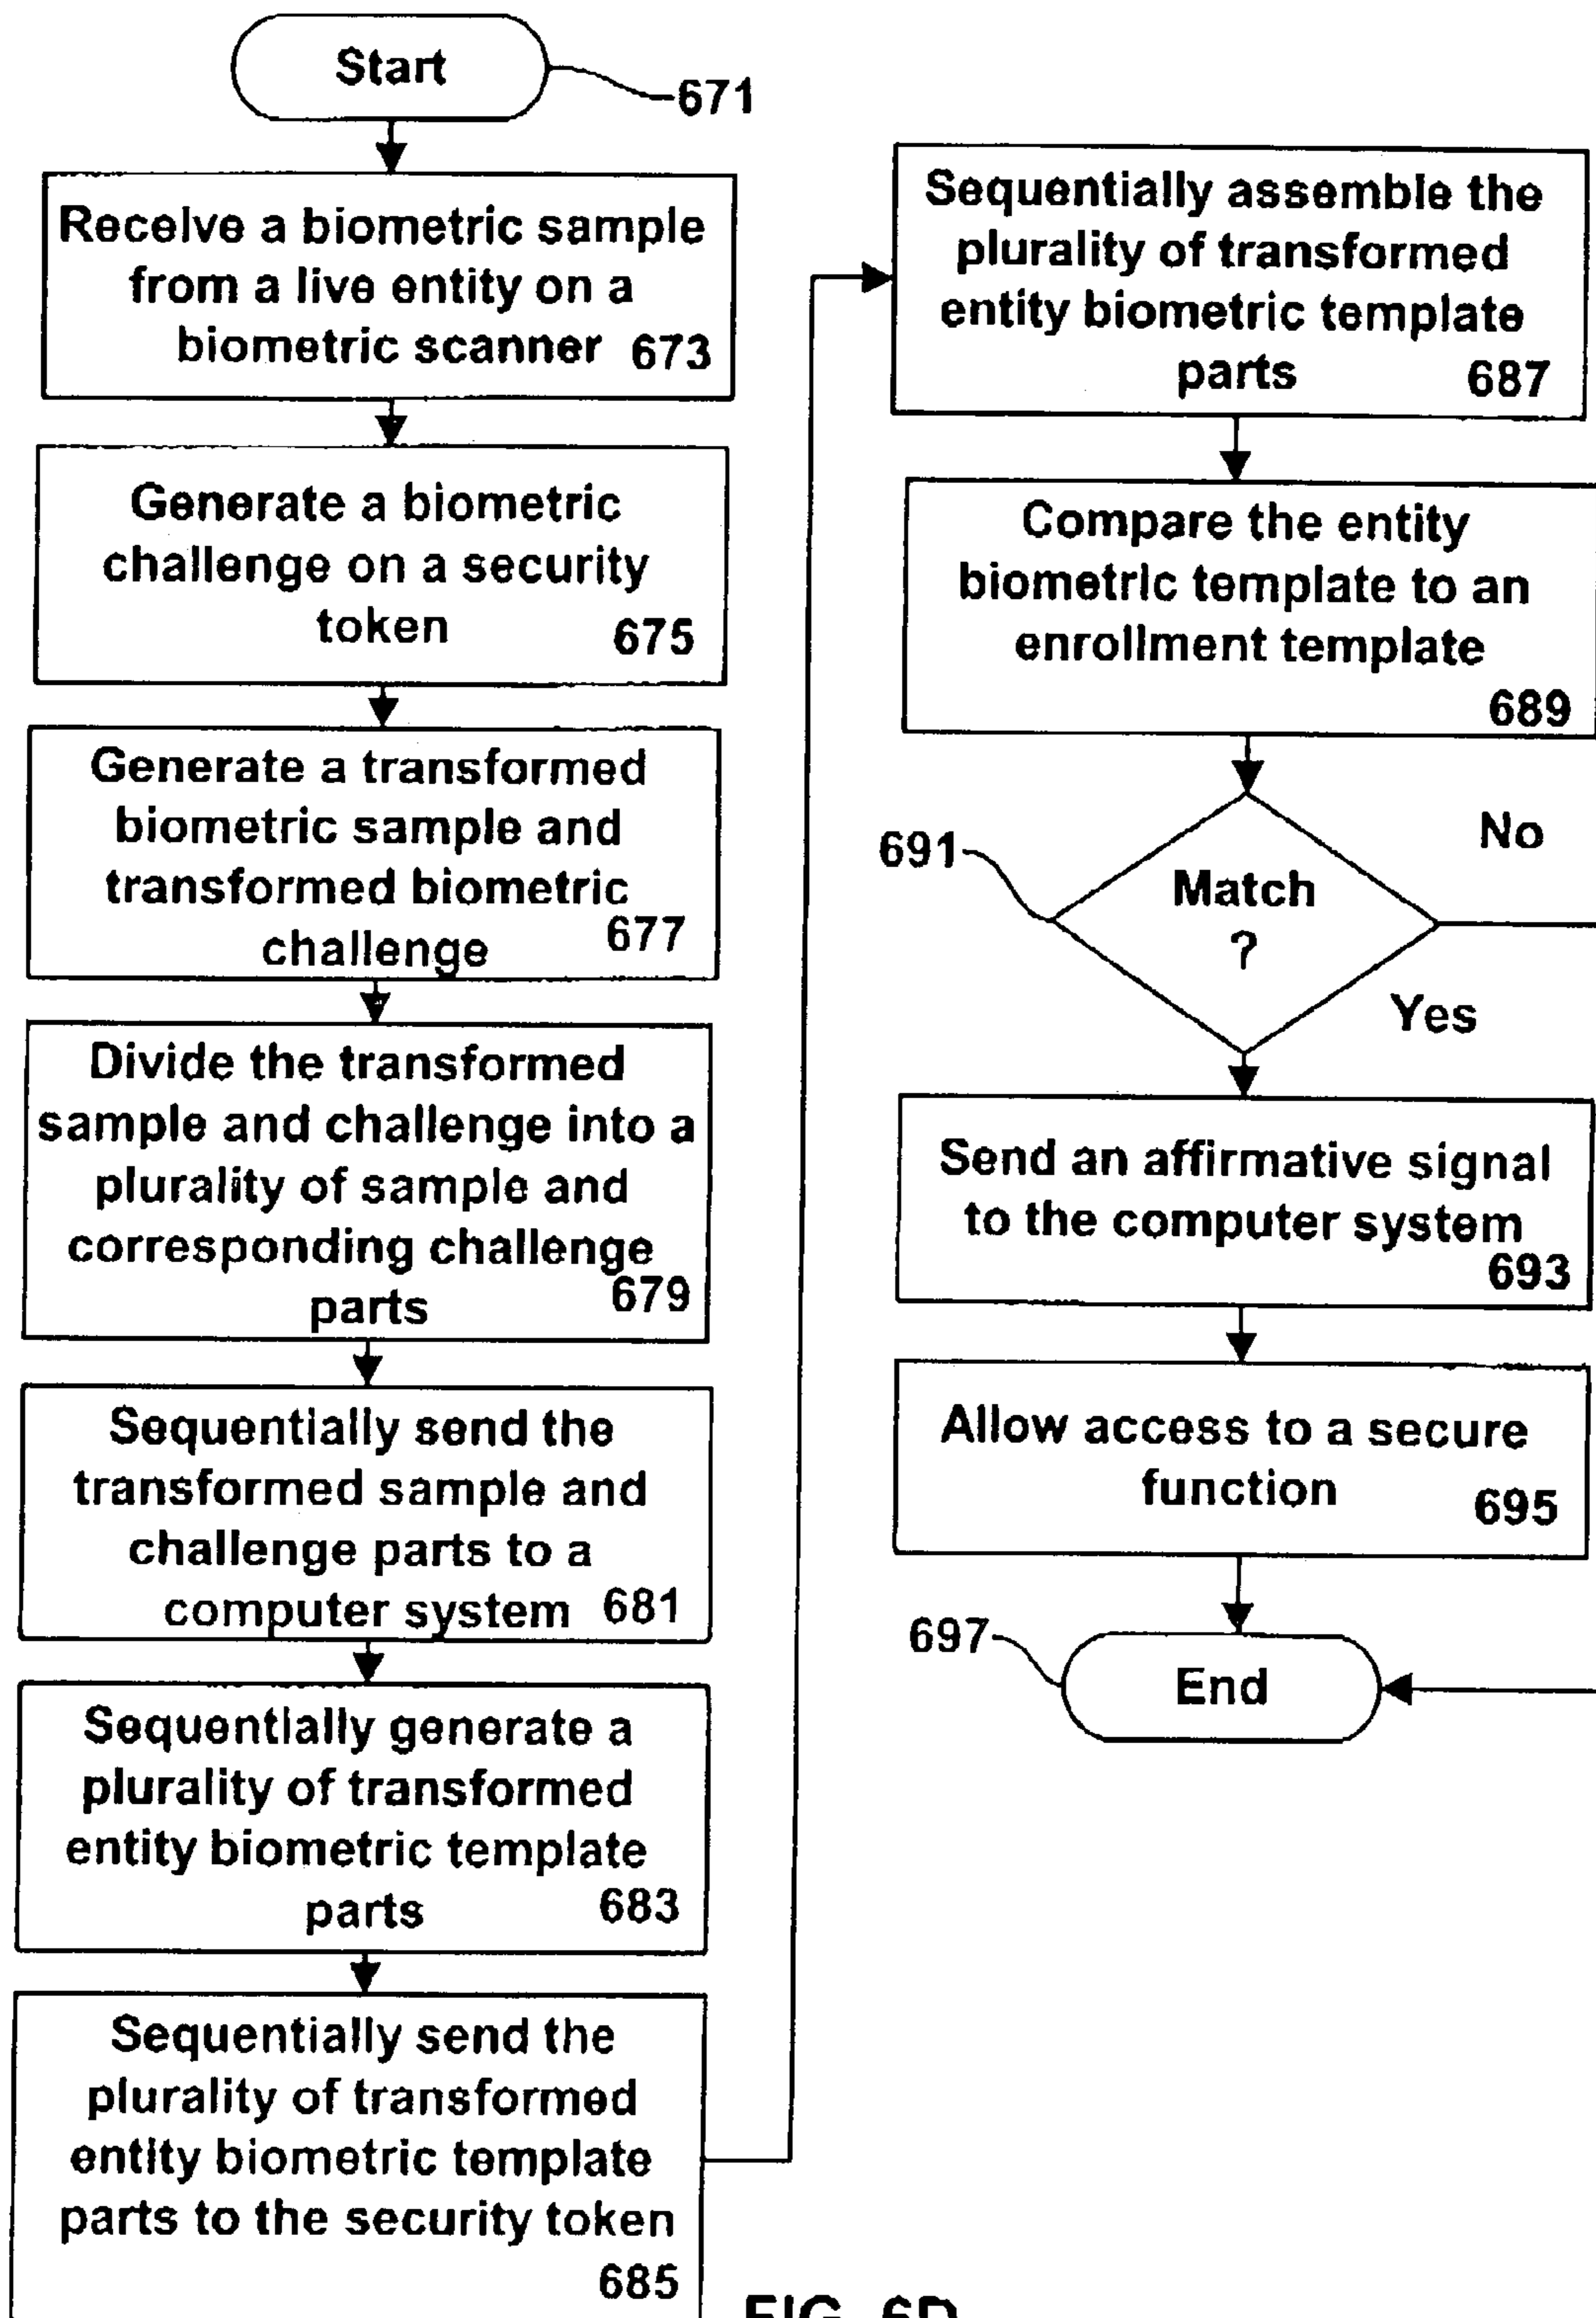 Start
671
Receive a biometric sample
from a live entity on a
biometric scanner 673
Generate a biometric
challenge on a security
token 675
Generate a transformed
biometric sample and
transformed biometric
challenge 677
Divide the transformed
sample and challenge into a
plurality of sample and
corresponding challenge
parts 679
Sequentially send the
transformed sample and
challenge parts to a
computer system 681
Sequentially generate a
plurality of transformed
entity biometric template
parts 683
Sequentially send the
plurality of transformed
entity biometric template
parts to the security token
685
Sequentially assemble the
plurality of transformed
entity biometric template
parts 687
Compare the entity
biometric template to an
enrollment template
689
691
Match
?
No
Yes
Send an affirmative signal
to the computer system
693
Allow access to a secure
function 695
697
End
FIG. 6D